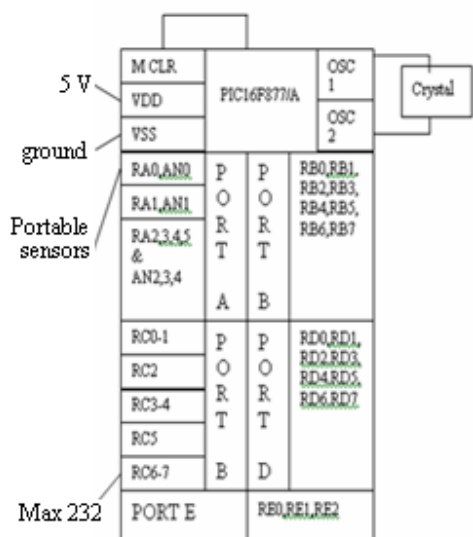 M CLR
PIC16F877/A
OSC
1
Crystal
5 V
VDD
OSC
2
ground
VSS
RA0,AN0
RA1,AN1
RA2,3,4,5
&
AN2,3,4
Portable
sensors
P
O
R
T
A
P
O
R
T
B
RB0,RB1,
RB2,RB3,
RB4,RB5,
RB6,RB7
RC0-1
RC2
RC3-4
RC5
RC6-7
Max 232
P
O
R
T
B
P
O
R
T
D
RD0,RD1,
RD2,RD3,
RD4,RD5,
RD6,RD7
PORT E
RE0,RE1,RE2